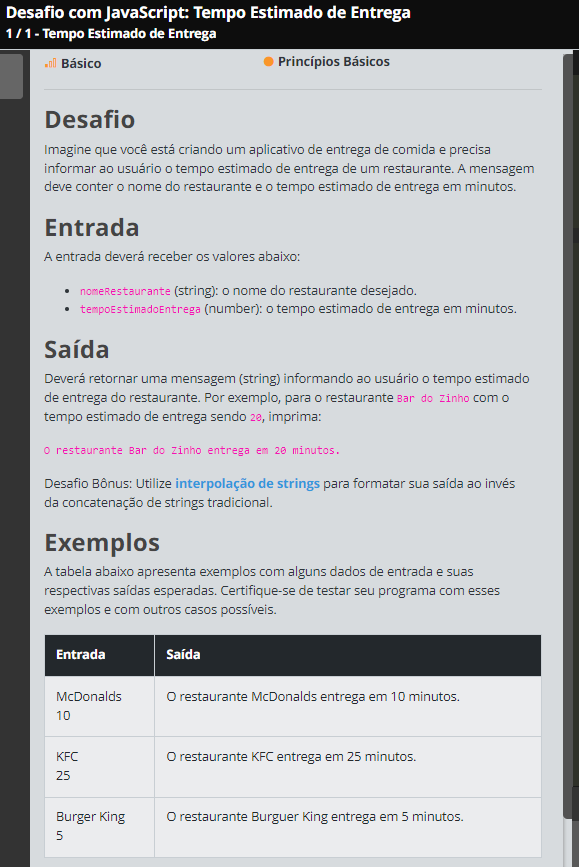 Desafio com JavaScript: Tempo Estimado de Entrega
1 / 1 - Tempo Estimado de Entrega
Básico
Princípios Básicos
Desafio
Imagine que você está criando um aplicativo de entrega de comida e precisa
informar ao usuário o tempo estimado de entrega de um restaurante. A mensagem
deve conter o nome do restaurante e o tempo estimado de entrega em minutos.
Entrada
A entrada deverá receber os valores abaixo:
• nomeRestaurante (string): o nome do restaurante desejado.
• tempoEstimadoEntrega (number): o tempo estimado de entrega em minutos.
Saída
Deverá retornar uma mensagem (string) informando ao usuário o tempo estimado
de entrega do restaurante. Por exemplo, para o restaurante Bar do Zinho com o
tempo estimado de entrega sendo 20, imprima:
O restaurante Bar do Zinho entrega em 20 minutos.
Desafio Bônus: Utilize interpolação de strings para formatar sua saída ao invés
da concatenação de strings tradicional.
Exemplos
A tabela abaixo apresenta exemplos com alguns dados de entrada e suas
respectivas saídas esperadas. Certifique-se de testar seu programa com esses
exemplos e com outros casos possíveis.
Entrada
Saída
McDonalds
10
O restaurante McDonalds entrega em 10 minutos.
KFC
25
O restaurante KFC entrega em 25 minutos.
Burger King
5
O restaurante Burguer King entrega em 5 minutos.